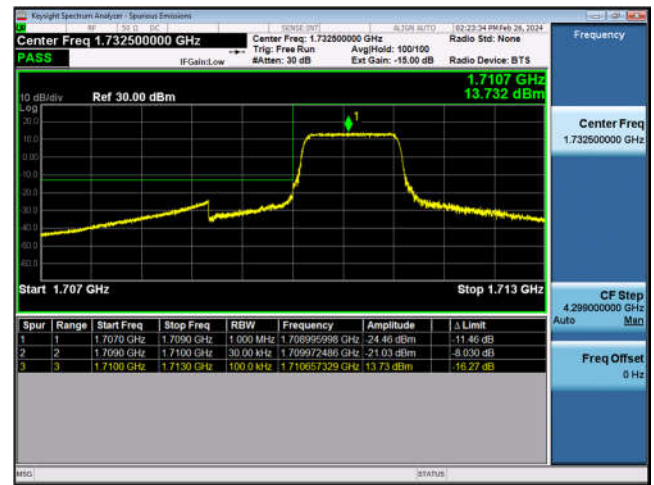 Keysight Spectrum Analyzer - Spurious Emissions
RF 50 Ω DC SENSE:INT ALIGN AUTO 02:23:34 PM Feb 26, 2024
Center Freq 1.732500000 GHz
Center Freq: 1.732500000 GHz
Radio Std: None
Trig: Free Run Avg|Hold: 100/100
PASS
IFGain:Low
#Atten: 30 dB Ext Gain: -15.00 dB
Radio Device: BTS
Frequency
1.7107 GHz
13.732 dBm
10 dB/div Ref 30.00 dBm
Log
20.0
10.0
0.00
-10.0
-20.0
-30.0
-40.0
-50.0
-60.0
1
Start 1.707 GHz
Stop 1.713 GHz
Center Freq
1.732500000 GHz
CF Step
4.299000000 GHz
Auto Man
Freq Offset
0 Hz
Spur Range Start Freq Stop Freq RBW Frequency Amplitude Δ Limit
1 1 1.7070 GHz 1.7090 GHz 1.000 MHz 1.708995998 GHz -24.46 dBm -11.46 dB
2 2 1.7090 GHz 1.7100 GHz 30.00 kHz 1.709972486 GHz -21.03 dBm -8.030 dB
3 3 1.7100 GHz 1.7130 GHz 100.0 kHz 1.710657329 GHz 13.73 dBm -16.27 dB
MSG
STATUS